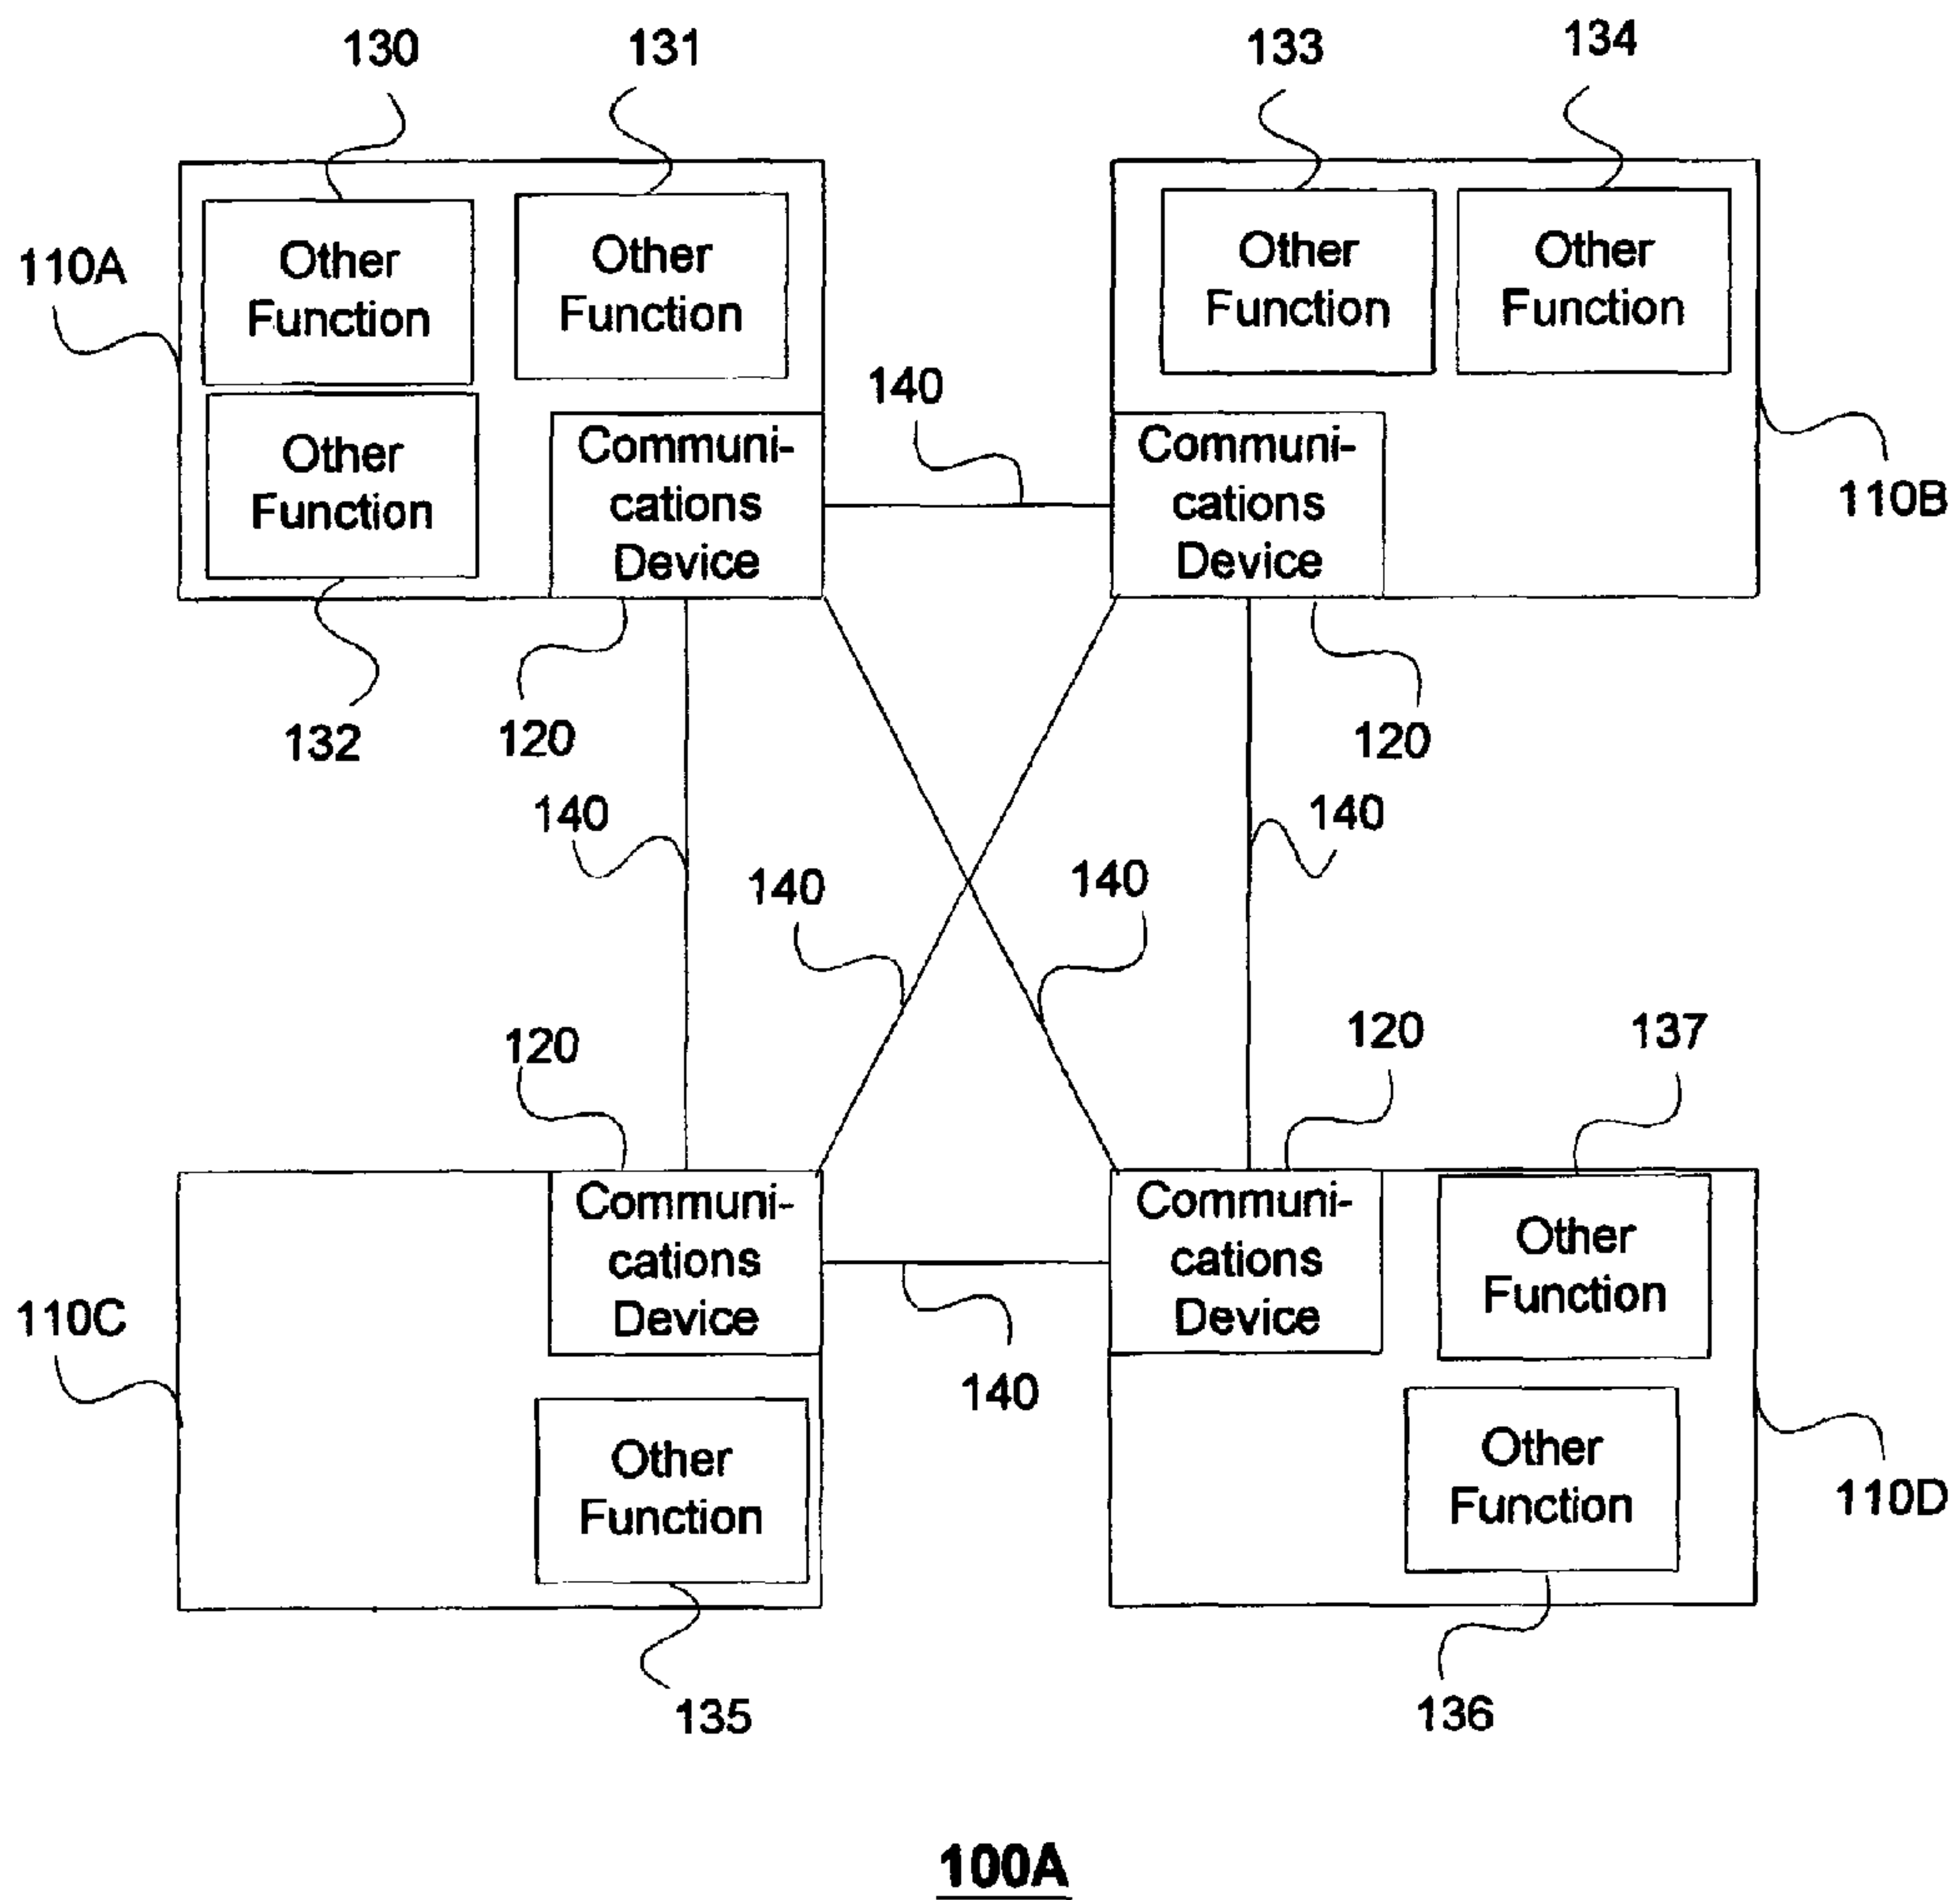 130
131
133
134
110A
Other
Function
Other
Function
Other
Function
Other
Function
140
Other
Function
Communi-
cations
Device
Communi-
cations
Device
110B
132
120
120
140
140
140
140
120
120
137
Communi-
cations
Device
Communi-
cations
Device
Other
Function
110C
140
Other
Function
Other
Function
110D
135
136
100A